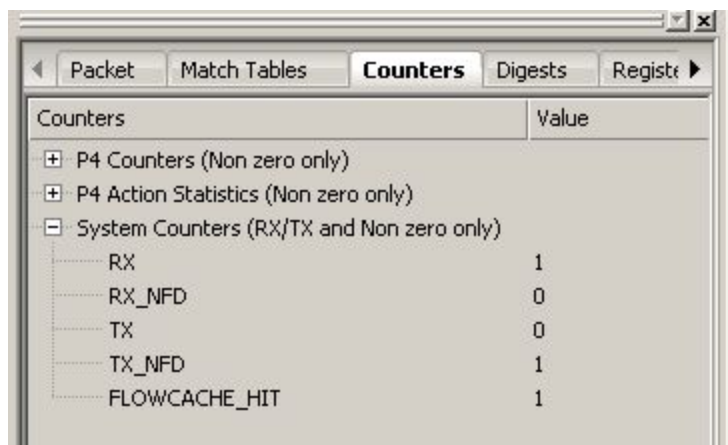 Packet Match Tables Counters Digests Registe
Counters Value
P4 Counters (Non zero only)
P4 Action Statistics (Non zero only)
System Counters (RX/TX and Non zero only)
RX 1
RX_NFD 0
TX 0
TX_NFD 1
FLOWCACHE_HIT 1